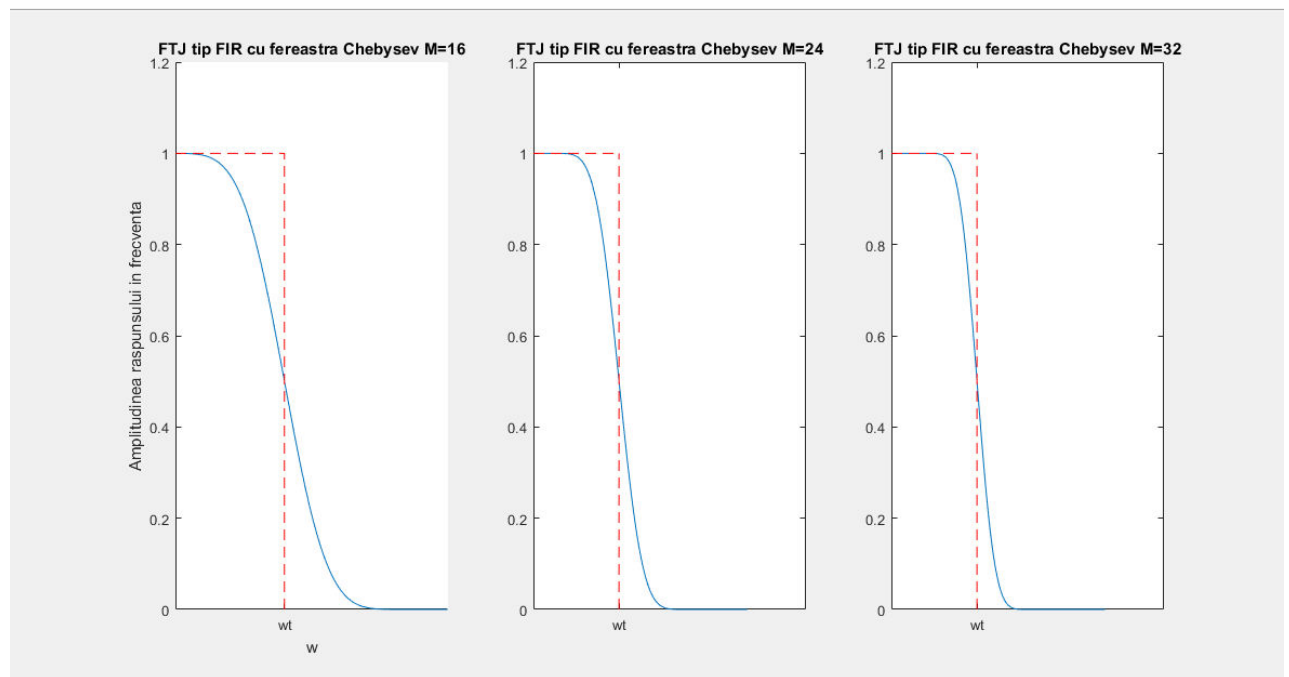 FTJ tip FIR cu fereastra Chebysev M=16
1.2
1
0.8
0.6
0.4
0.2
0
Amplitudinea raspunsului in frecventa
wt
w
FTJ tip FIR cu fereastra Chebysev M=24
1.2
1
0.8
0.6
0.4
0.2
0
wt
FTJ tip FIR cu fereastra Chebysev M=32
1.2
1
0.8
0.6
0.4
0.2
0
wt